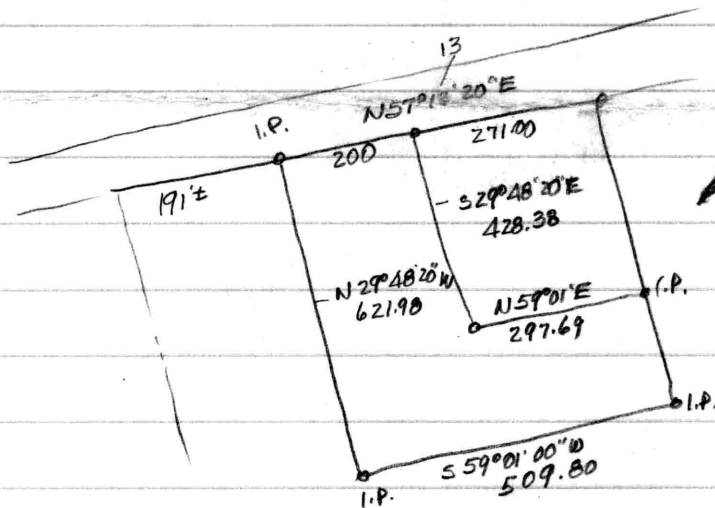 13
I.P.
N57°13'20"E
200
271.00
191'±
S29°48'20"E
428.38
N29°48'20"W
621.98
N59°01'E
297.69
I.P.
I.P.
S59°01'00"W
509.80
I.P.